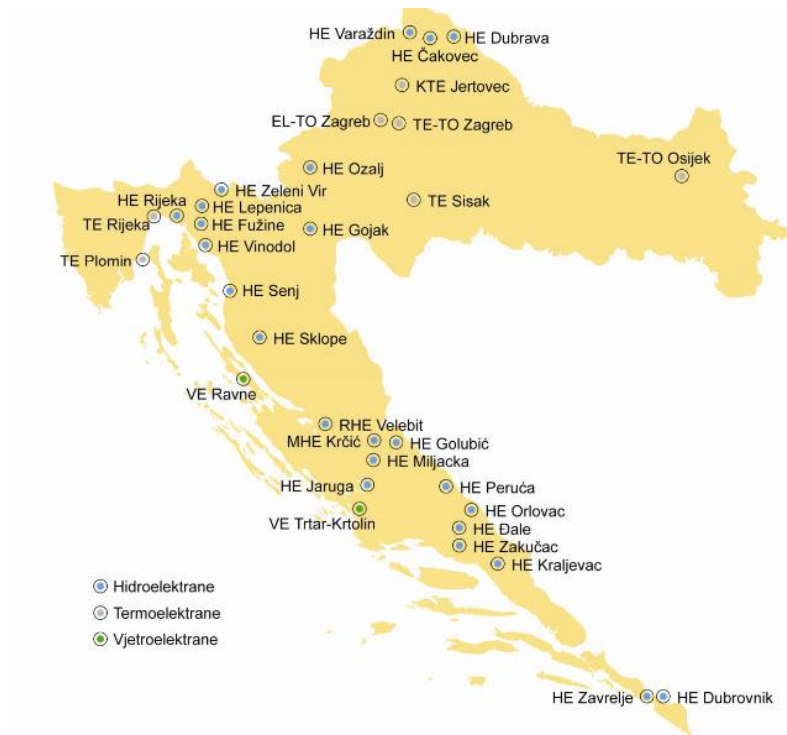 HE Varaždin
HE Dubrava
HE Čakovec
KTE Jertovec
EL-TO Zagreb
TE-TO Zagreb
TE-TO Osijek
HE Ozalj
HE Zeleni Vir
HE Rijeka
HE Lepenica
TE Sisak
TE Rijeka
HE Fužine
HE Gojak
HE Vinodol
TE Plomin
HE Senj
HE Sklope
VE Ravne
RHE Velebit
MHE Krčić
HE Golubić
HE Miljacka
HE Jaruga
HE Peruća
HE Orlovac
VE Trtar-Krtolin
HE Đale
HE Zakučac
HE Kraljevac
Hidroelektrane
Termoelektrane
Vjetroelektrane
HE Zavrelje
HE Dubrovnik